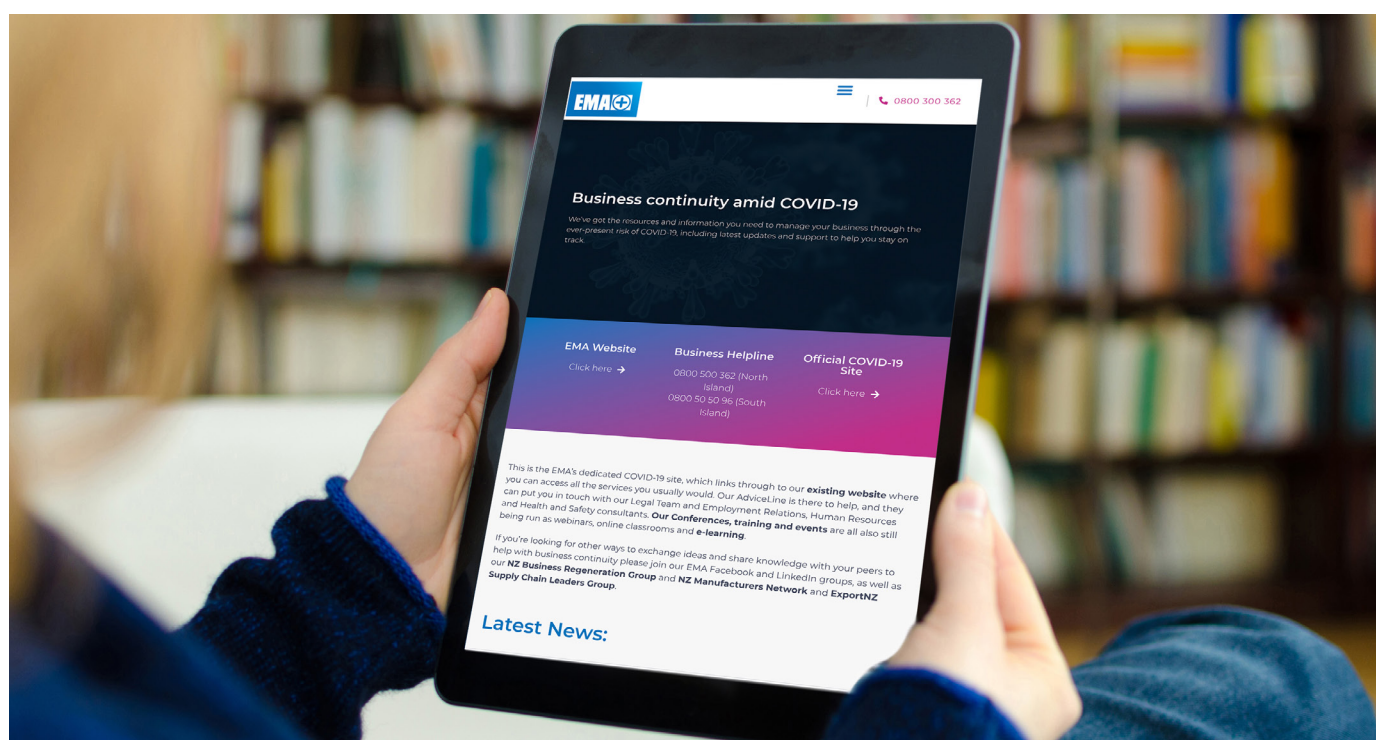 EMA
0800 300 362
Business continuity amid COVID-19
We've got the resources and information you need to manage your business through the
ever-present risk of COVID-19, including latest updates and support to help you stay on
track.
EMA Website
Click here →
Business Helpline
0800 500 362 (North
Island)
0800 50 50 96 (South
Island)
Official COVID-19
Site
Click here →
This is the EMA's dedicated COVID-19 site, which links through to our existing website where
you can access all the services you usually would. Our AdviceLine is there to help, and they
can put you in touch with our Legal Team and Employment Relations, Human Resources
and Health and Safety consultants. Our Conferences, training and events are all also still
being run as webinars, online classrooms and e-learning.
If you're looking for other ways to exchange ideas and share knowledge with your peers to
help with business continuity please join our EMA Facebook and LinkedIn groups, as well as
our NZ Business Regeneration Group and NZ Manufacturers Network and ExportNZ
Supply Chain Leaders Group.
Latest News: